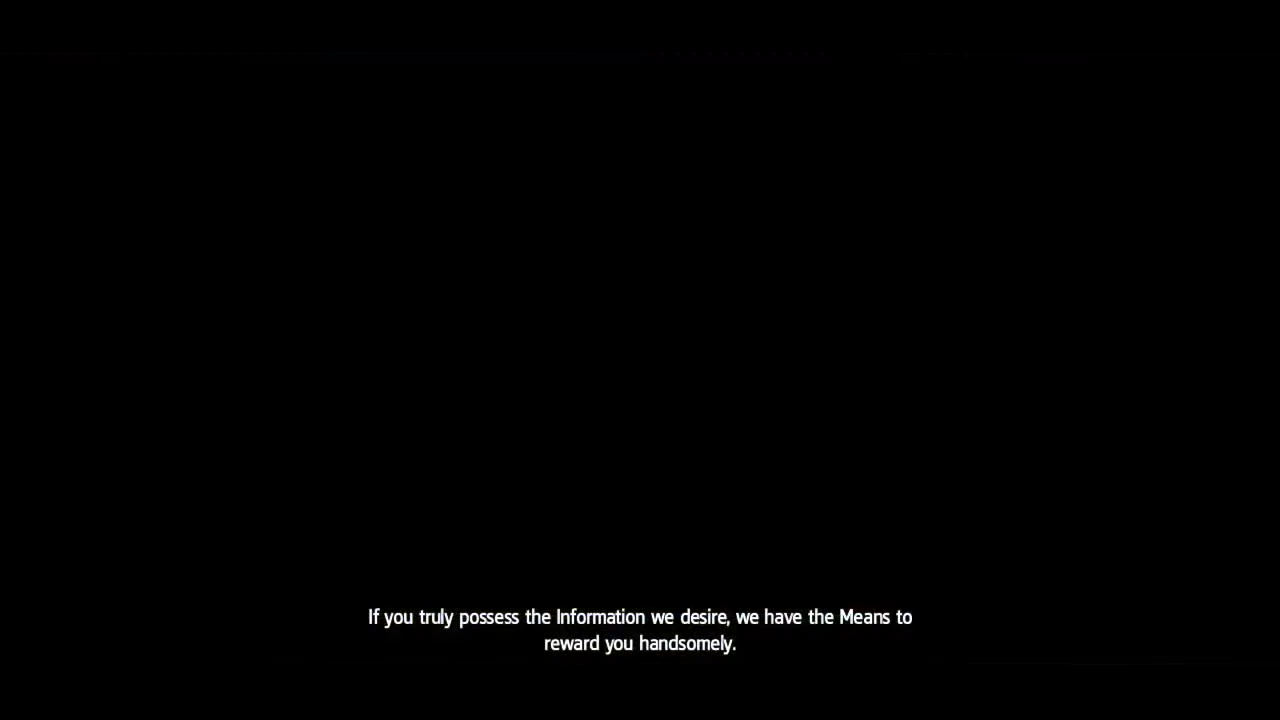 If you truly possess the Information we desire, we have the Means to
reward you handsomely.